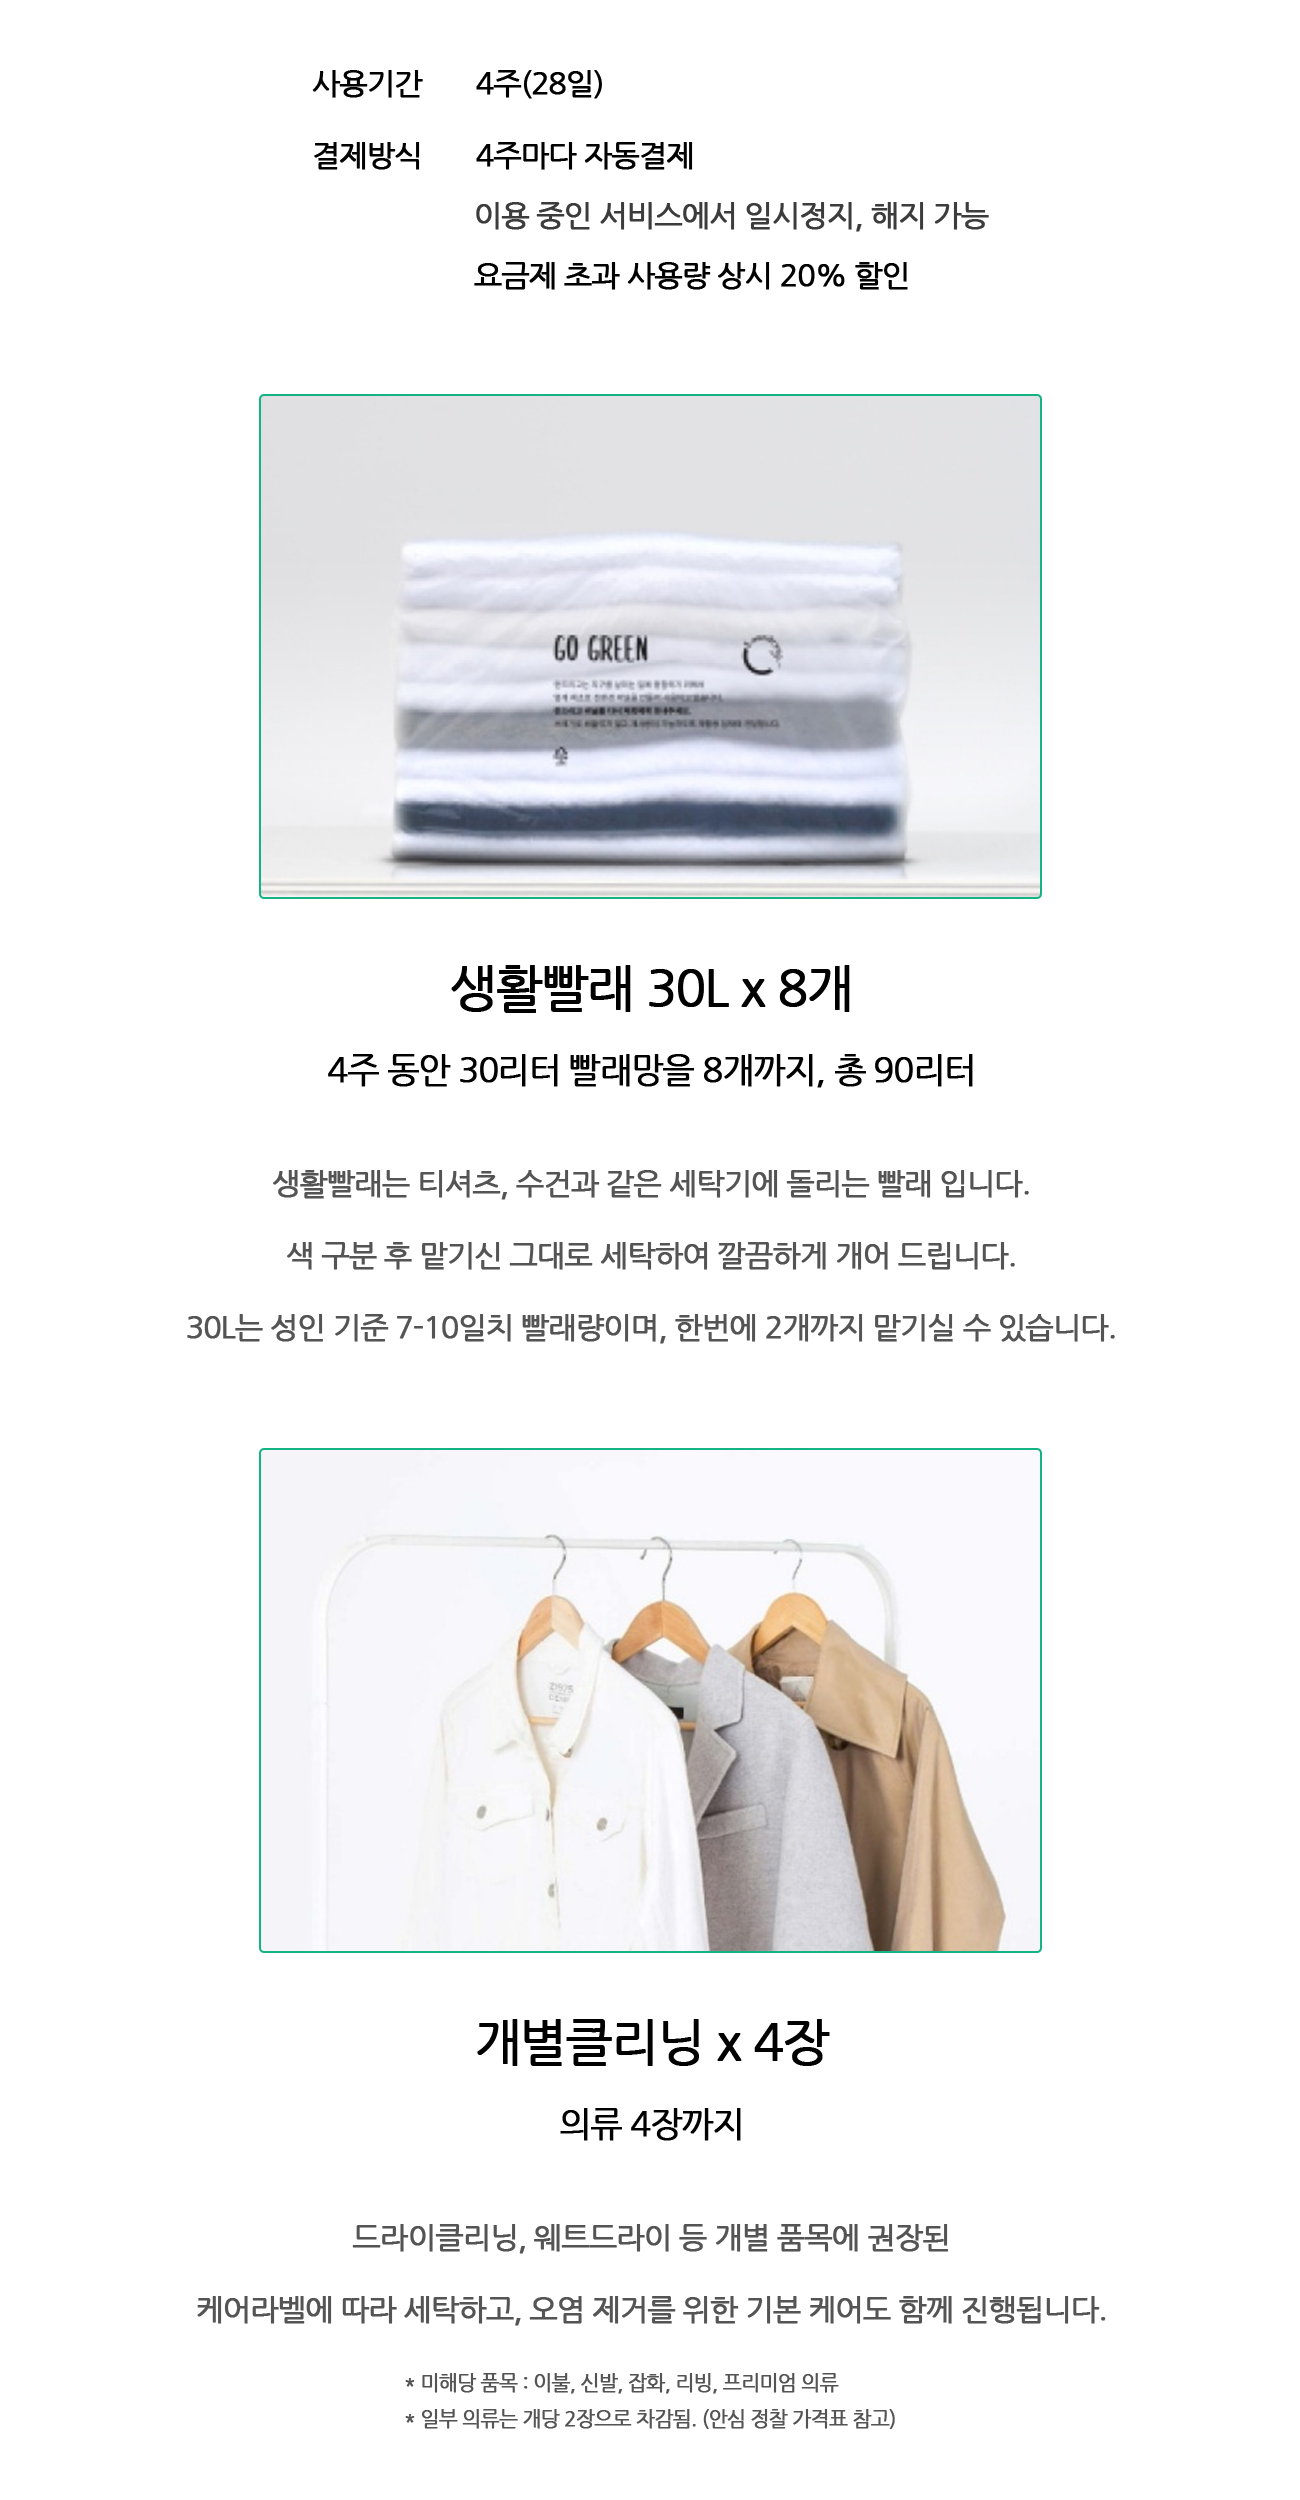 사용기간 4주(28일)
결제방식 4주마다 자동결제
이용 중인 서비스에서 일시정지, 해지 가능
요금제 초과 사용량 상시 20% 할인
GO GREEN
생활빨래 30L x 8개
4주 동안 30리터 빨래망을 8개까지, 총 90리터
생활빨래는 티셔츠, 수건과 같은 세탁기에 돌리는 빨래 입니다.
색 구분 후 맡기신 그대로 세탁하여 깔끔하게 개어 드립니다.
30L는 성인 기준 7-10일치 빨래량이며, 한번에 2개까지 맡기실 수 있습니다.
개별클리닝 x 4장
의류 4장까지
드라이클리닝, 웨트드라이 등 개별 품목에 권장된
케어라벨에 따라 세탁하고, 오염 제거를 위한 기본 케어도 함께 진행됩니다.
* 미해당 품목 : 이불, 신발, 잡화, 리빙, 프리미엄 의류
* 일부 의류는 개당 2장으로 차감됨. (안심 정찰 가격표 참고)